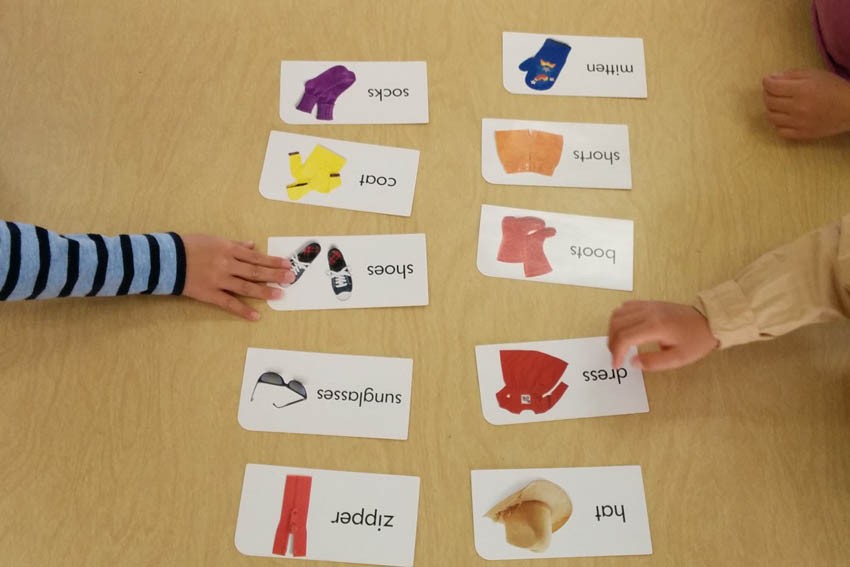 hat
zipper
dress
sunglasses
boots
shoes
shorts
coat
mitten
socks